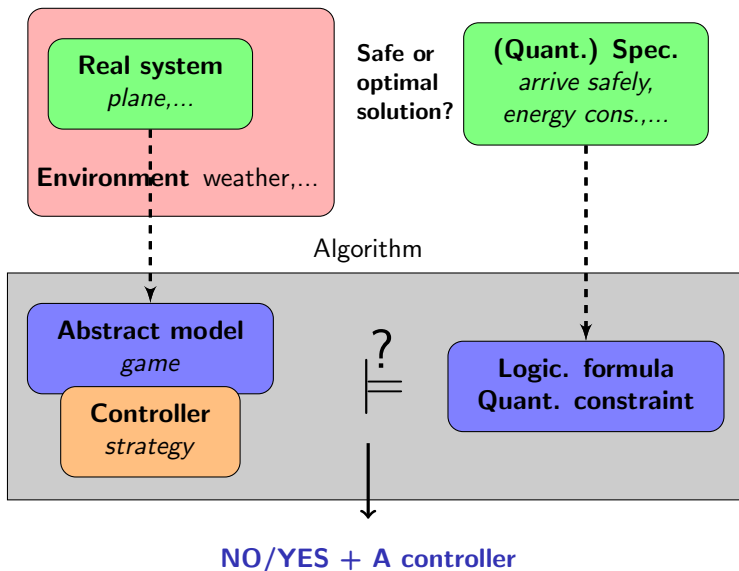 Real system
plane,...
Environment weather,...
Safe or
optimal
solution?
(Quant.) Spec.
arrive safely,
energy cons.,...
Algorithm
Abstract model
game
Controller
strategy
?
⊨
Logic. formula
Quant. constraint
NO/YES + A controller